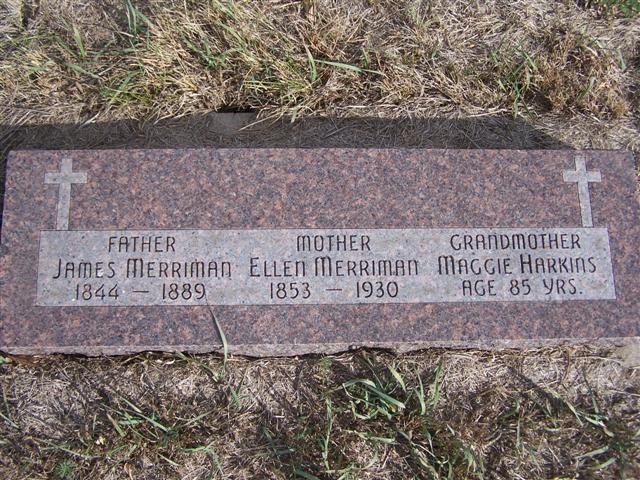 FATHER MOTHER GRANDMOTHER
JAMES MERRIMAN ELLEN MERRIMAN MAGGIE HARKINS
1844 — 1889 1853 — 1930 AGE 85 YRS.